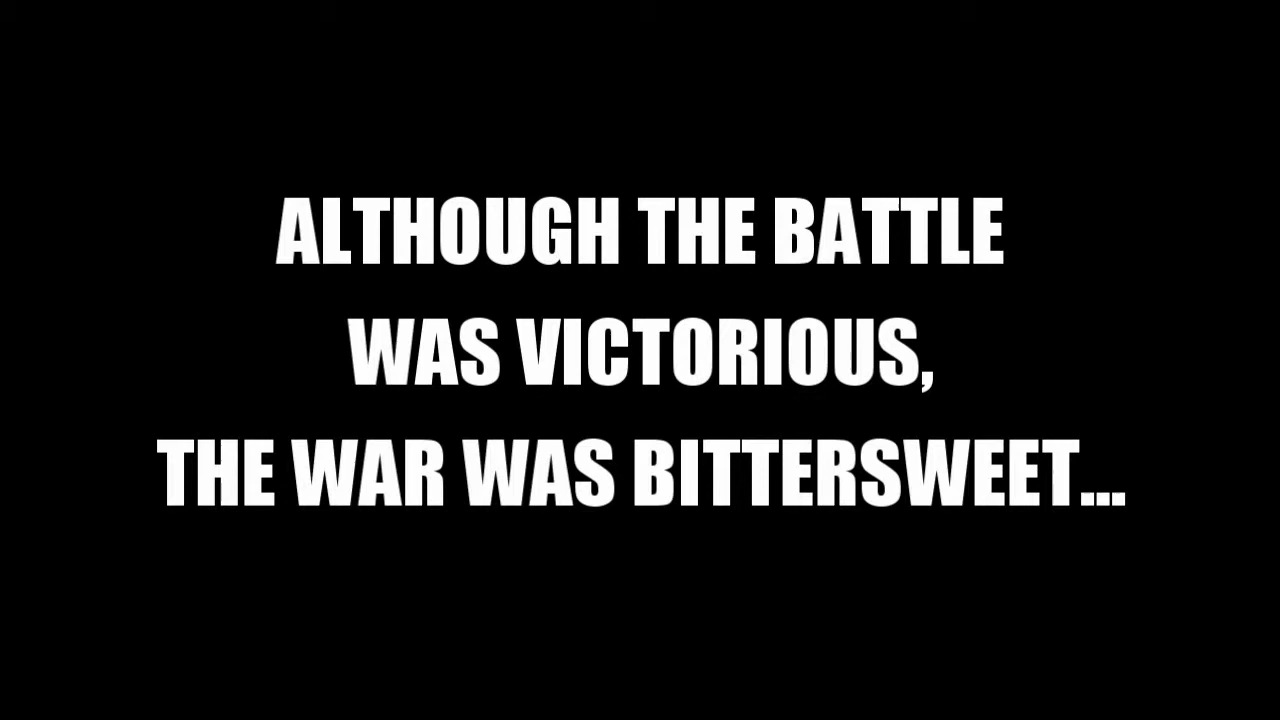 ALTHOUGH THE BATTLE
WAS VICTORIOUS,
THE WAR WAS BITTERSWEET...